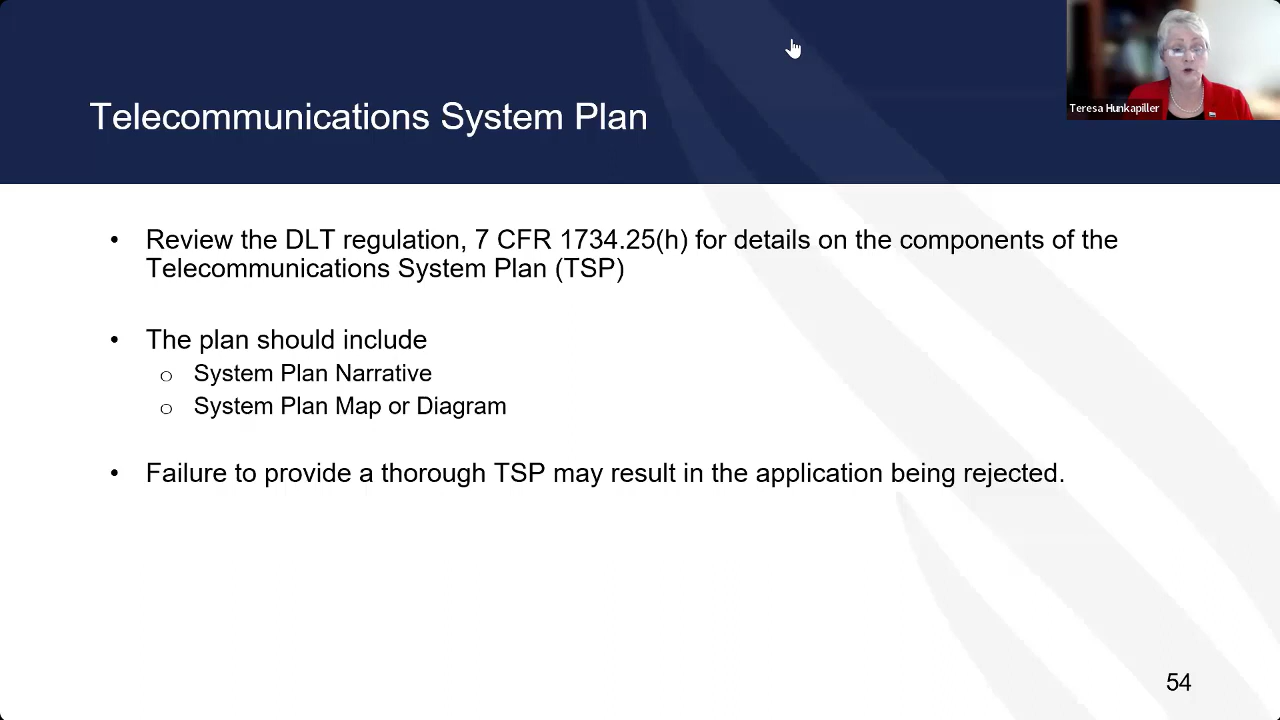 Teresa Hunkapiller
Telecommunications System Plan
• Review the DLT regulation, 7 CFR 1734.25(h) for details on the components of the
Telecommunications System Plan (TSP)
• The plan should include
o System Plan Narrative
o System Plan Map or Diagram
• Failure to provide a thorough TSP may result in the application being rejected.
54